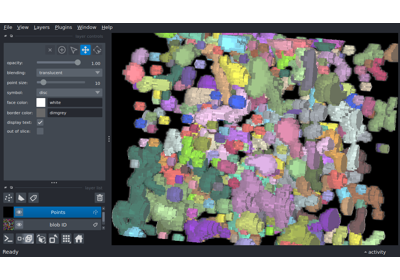 File View Layers Plugins Window Help
opacity: 1.00
blending: translucent
point size: 10
symbol: disc
face color: white
border color: dimgrey
display text:
out of slice:
Points
blob ID
Ready
activity